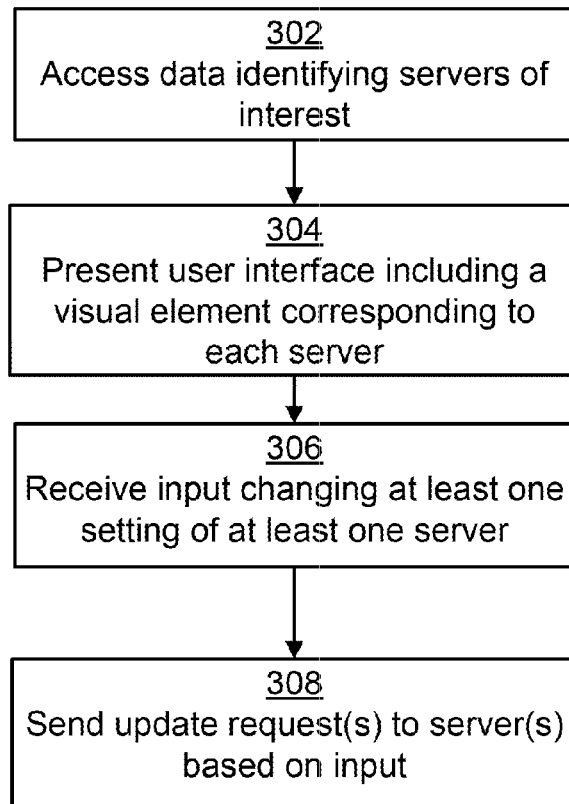 302
Access data identifying servers of
interest
304
Present user interface including a
visual element corresponding to
each server
306
Receive input changing at least one
setting of at least one server
308
Send update request(s) to server(s)
based on input